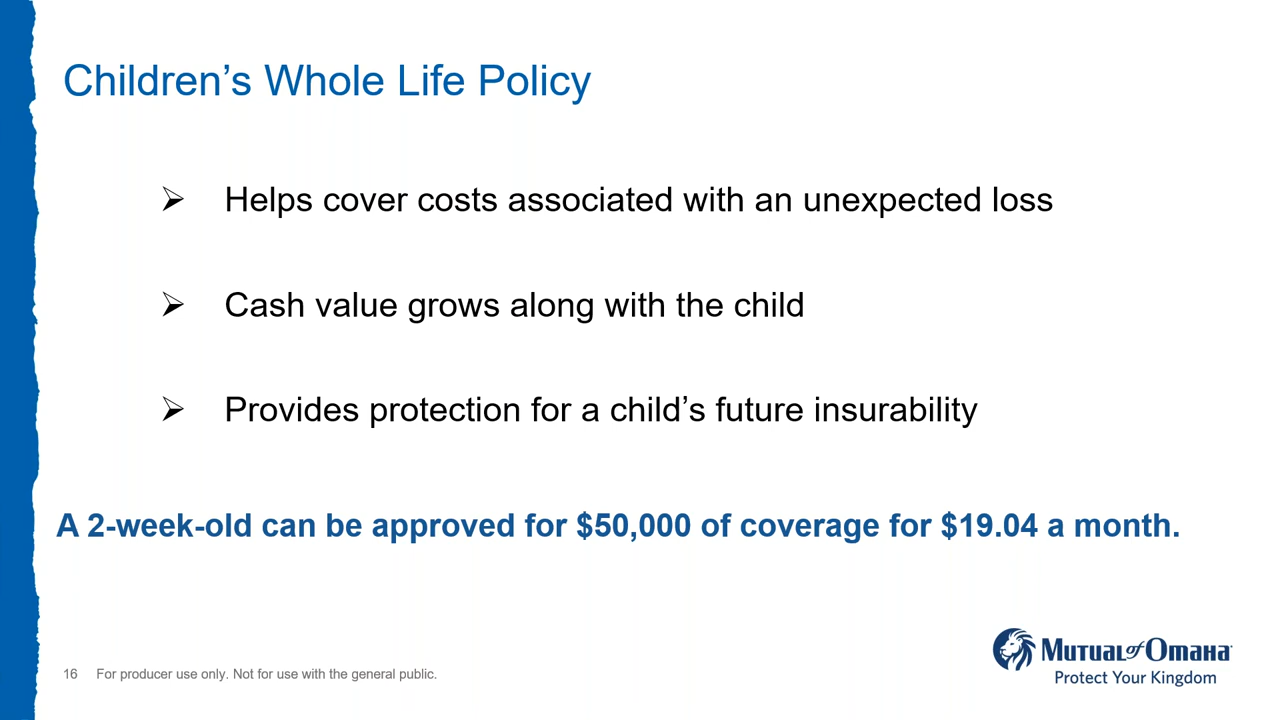 Children’s Whole Life Policy
➢ Helps cover costs associated with an unexpected loss
➢ Cash value grows along with the child
➢ Provides protection for a child’s future insurability
A 2-week-old can be approved for $50,000 of coverage for $19.04 a month.
16 For producer use only. Not for use with the general public.
Mutual of Omaha
Protect Your Kingdom